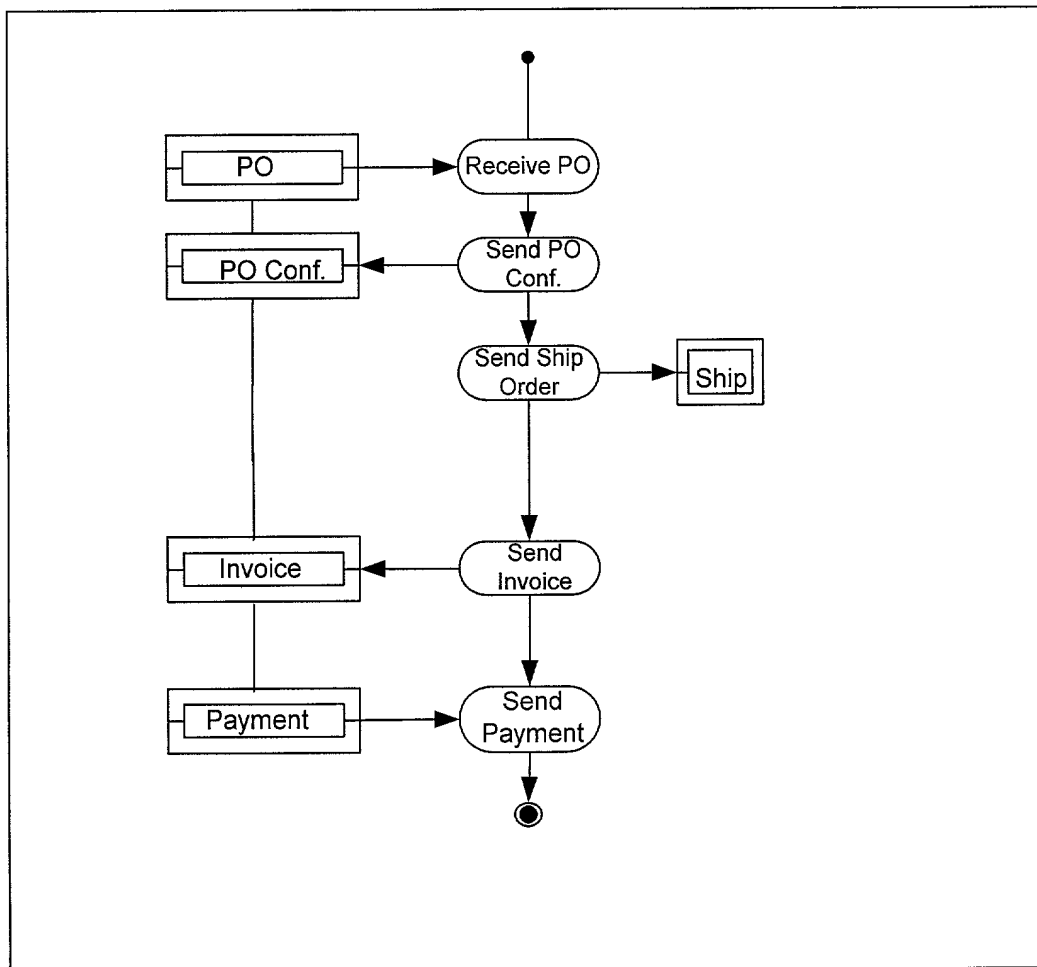 PO
Receive PO
PO Conf.
Send PO
Conf.
Send Ship
Order
Ship
Invoice
Send
Invoice
Payment
Send
Payment